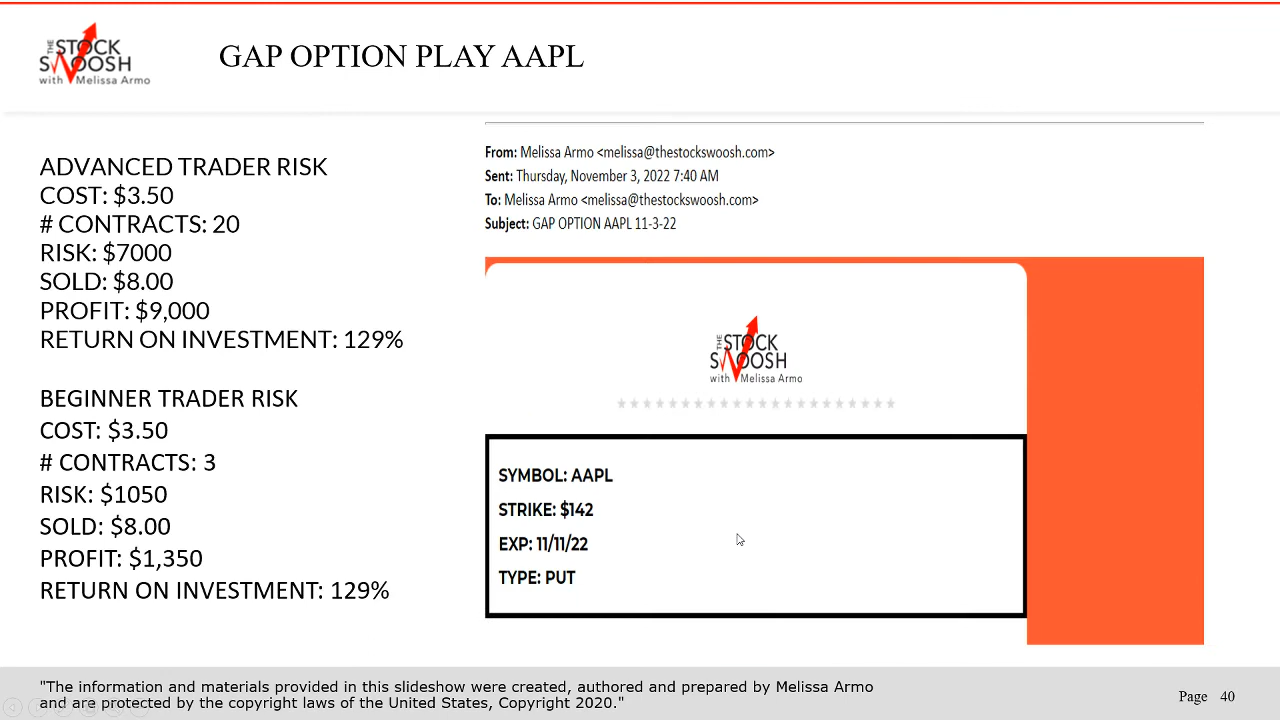 THE
STOCK
SWOOSH
with Melissa Armo
GAP OPTION PLAY AAPL
ADVANCED TRADER RISK
COST: $3.50
# CONTRACTS: 20
RISK: $7000
SOLD: $8.00
PROFIT: $9,000
RETURN ON INVESTMENT: 129%
BEGINNER TRADER RISK
COST: $3.50
# CONTRACTS: 3
RISK: $1050
SOLD: $8.00
PROFIT: $1,350
RETURN ON INVESTMENT: 129%
From: Melissa Armo <melissa@thestockswoosh.com>
Sent: Thursday, November 3, 2022 7:40 AM
To: Melissa Armo <melissa@thestockswoosh.com>
Subject: GAP OPTION AAPL 11-3-22
THE
STOCK
SWOOSH
with Melissa Armo
SYMBOL: AAPL
STRIKE: $142
EXP: 11/11/22
TYPE: PUT
"The information and materials provided in this slideshow were created, authored and prepared by Melissa Armo
and are protected by the copyright laws of the United States, Copyright 2020."
Page 40